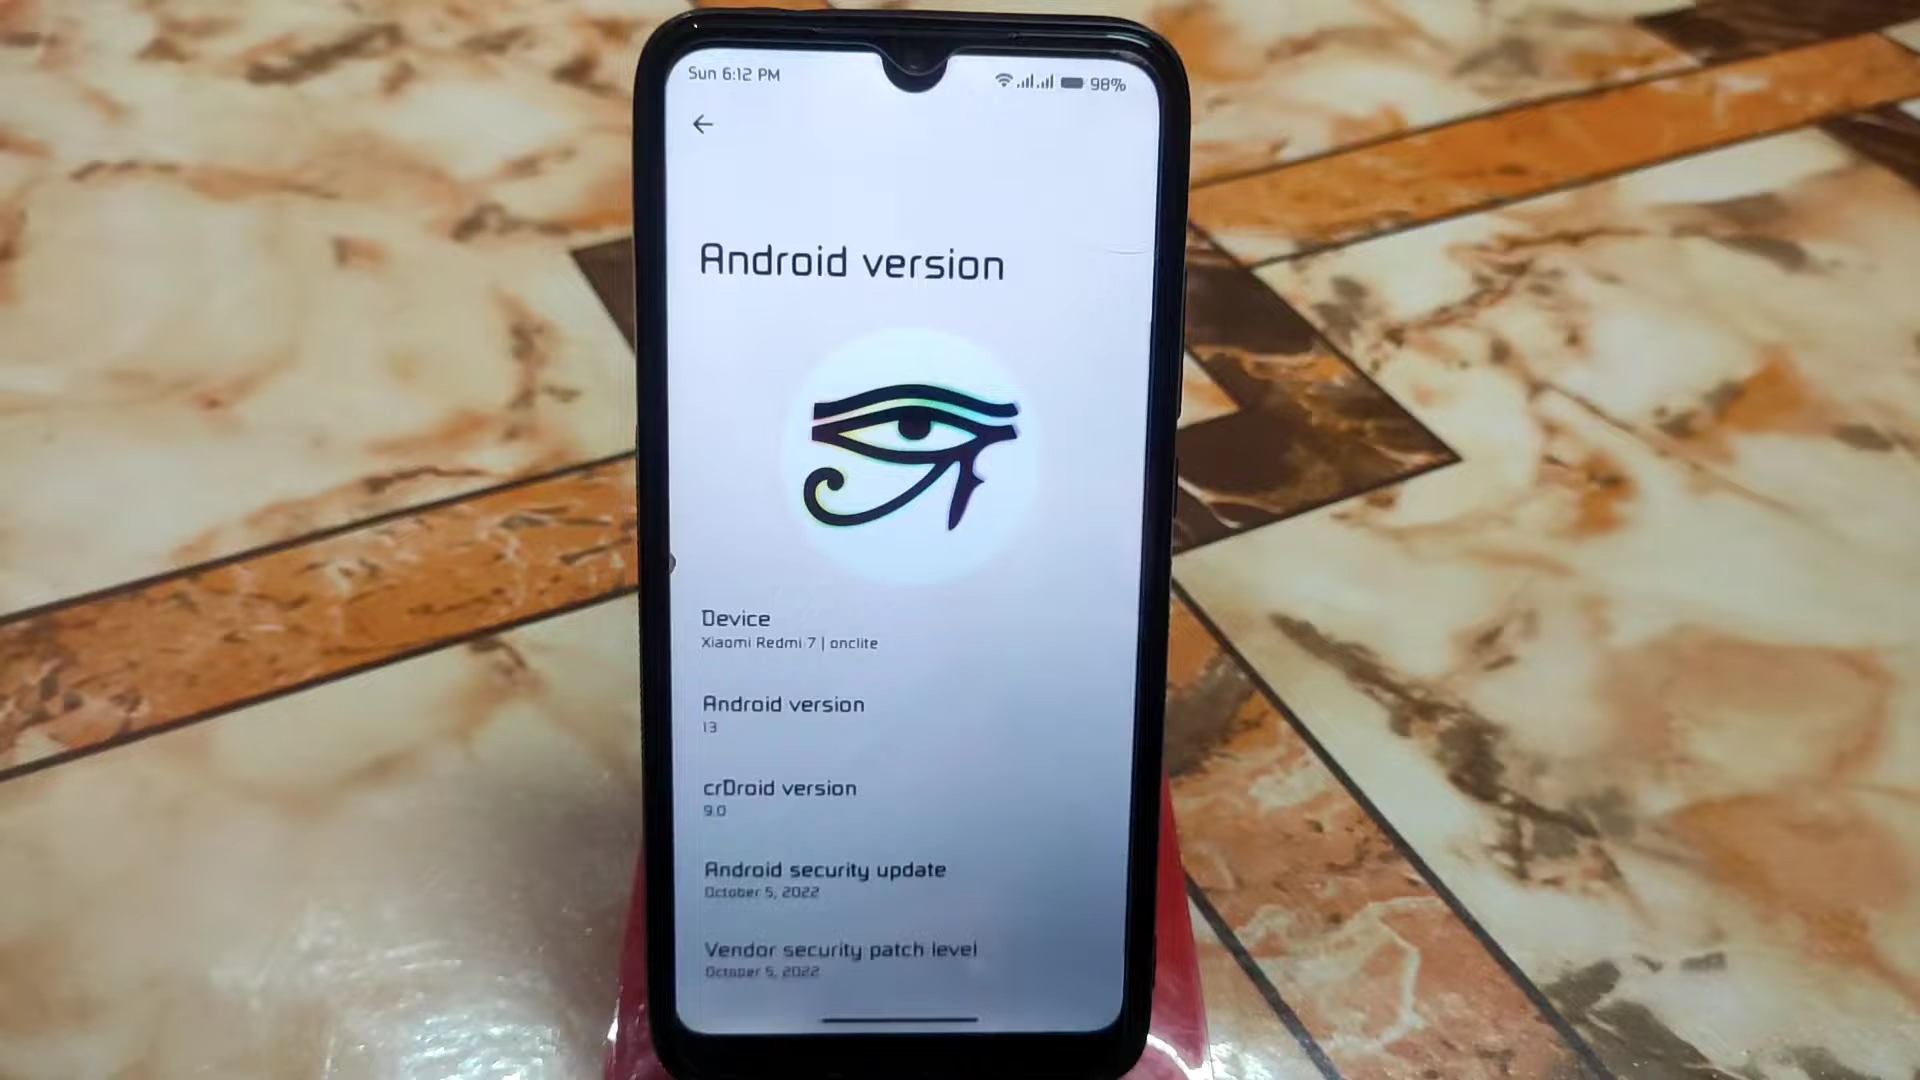 Sun 6:12 PM
98%
Android version
Device
Xiaomi Redmi 7 | onclite
Android version
13
crDroid version
9.0
Android security update
October 5, 2022
Vendor security patch level
October 5, 2022